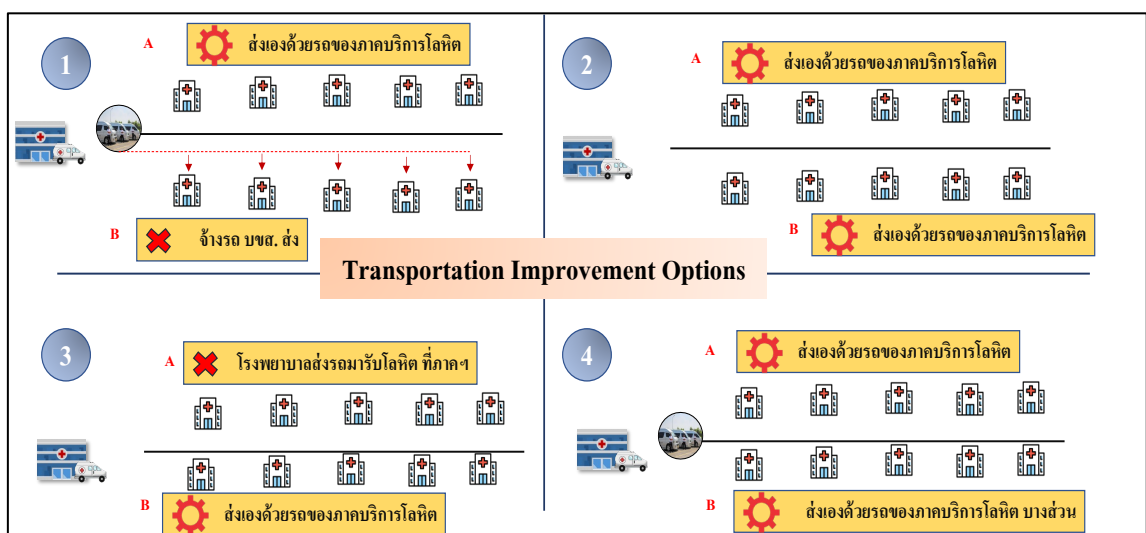 1
A
ส่งเองด้วยรถของภาคบริการโลหิต
B
จ้างรถ บขส. ส่ง
2
A
ส่งเองด้วยรถของภาคบริการโลหิต
B
ส่งเองด้วยรถของภาคบริการโลหิต
Transportation Improvement Options
3
A
โรงพยาบาลส่งรถมารับโลหิต ที่ภาคฯ
B
ส่งเองด้วยรถของภาคบริการโลหิต
4
A
ส่งเองด้วยรถของภาคบริการโลหิต
B
ส่งเองด้วยรถของภาคบริการโลหิต บางส่วน